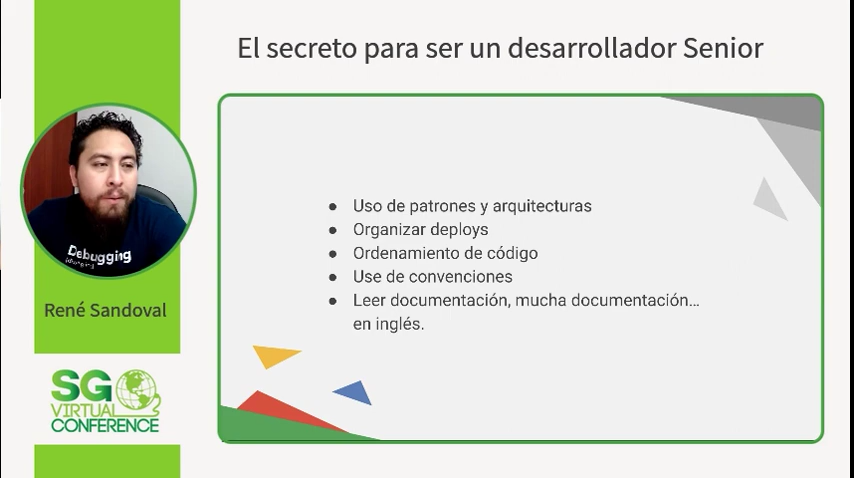 El secreto para ser un desarrollador Senior
Debugging
René Sandoval
SG
VIRTUAL
CONFERENCE
● Uso de patrones y arquitecturas
● Organizar deploys
● Ordenamiento de código
● Use de convenciones
● Leer documentación, mucha documentación...
en inglés.